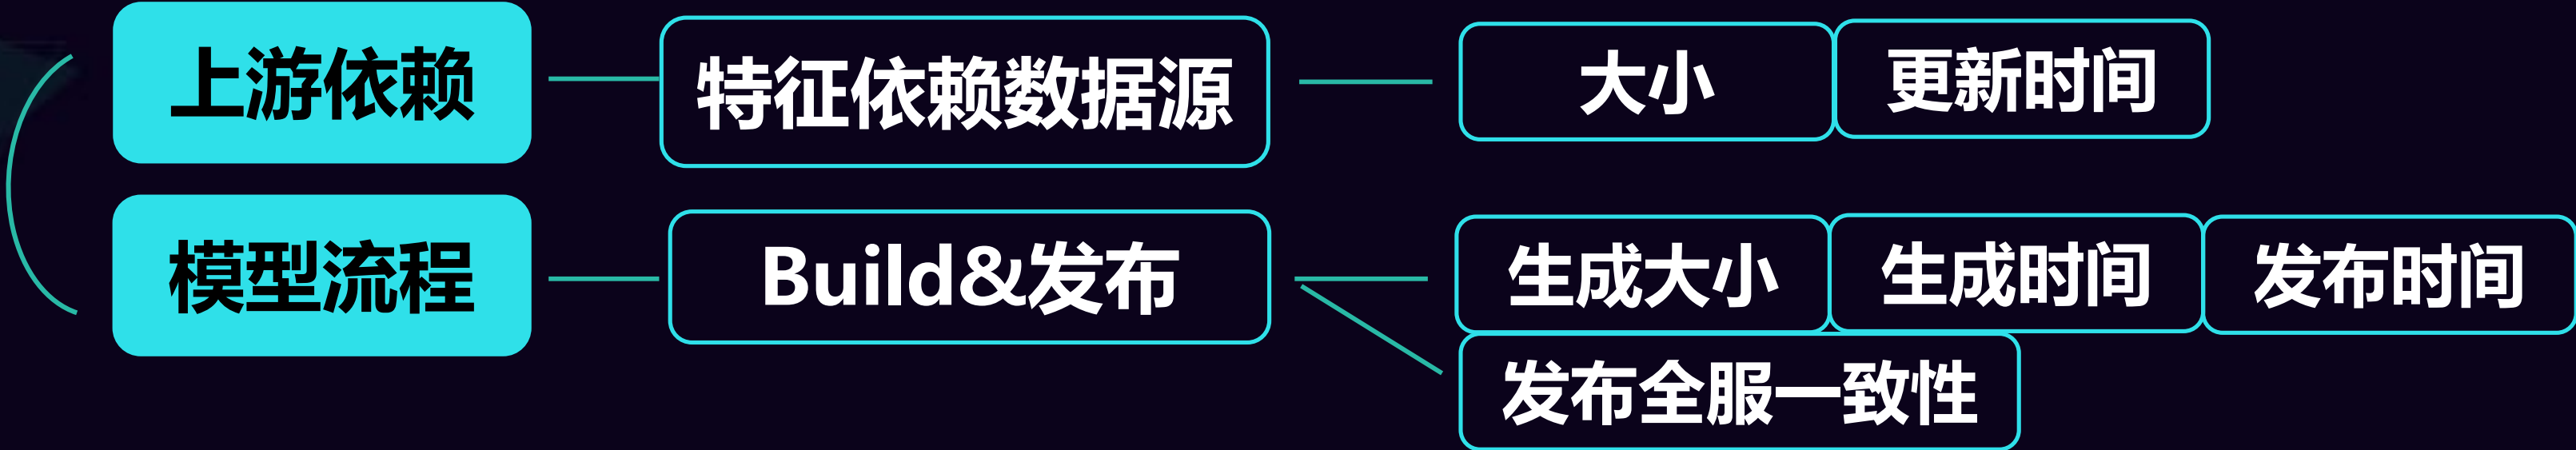 上游依赖
特征依赖数据源
大小
更新时间
模型流程
Build&发布
生成大小
生成时间
发布时间
发布全服一致性